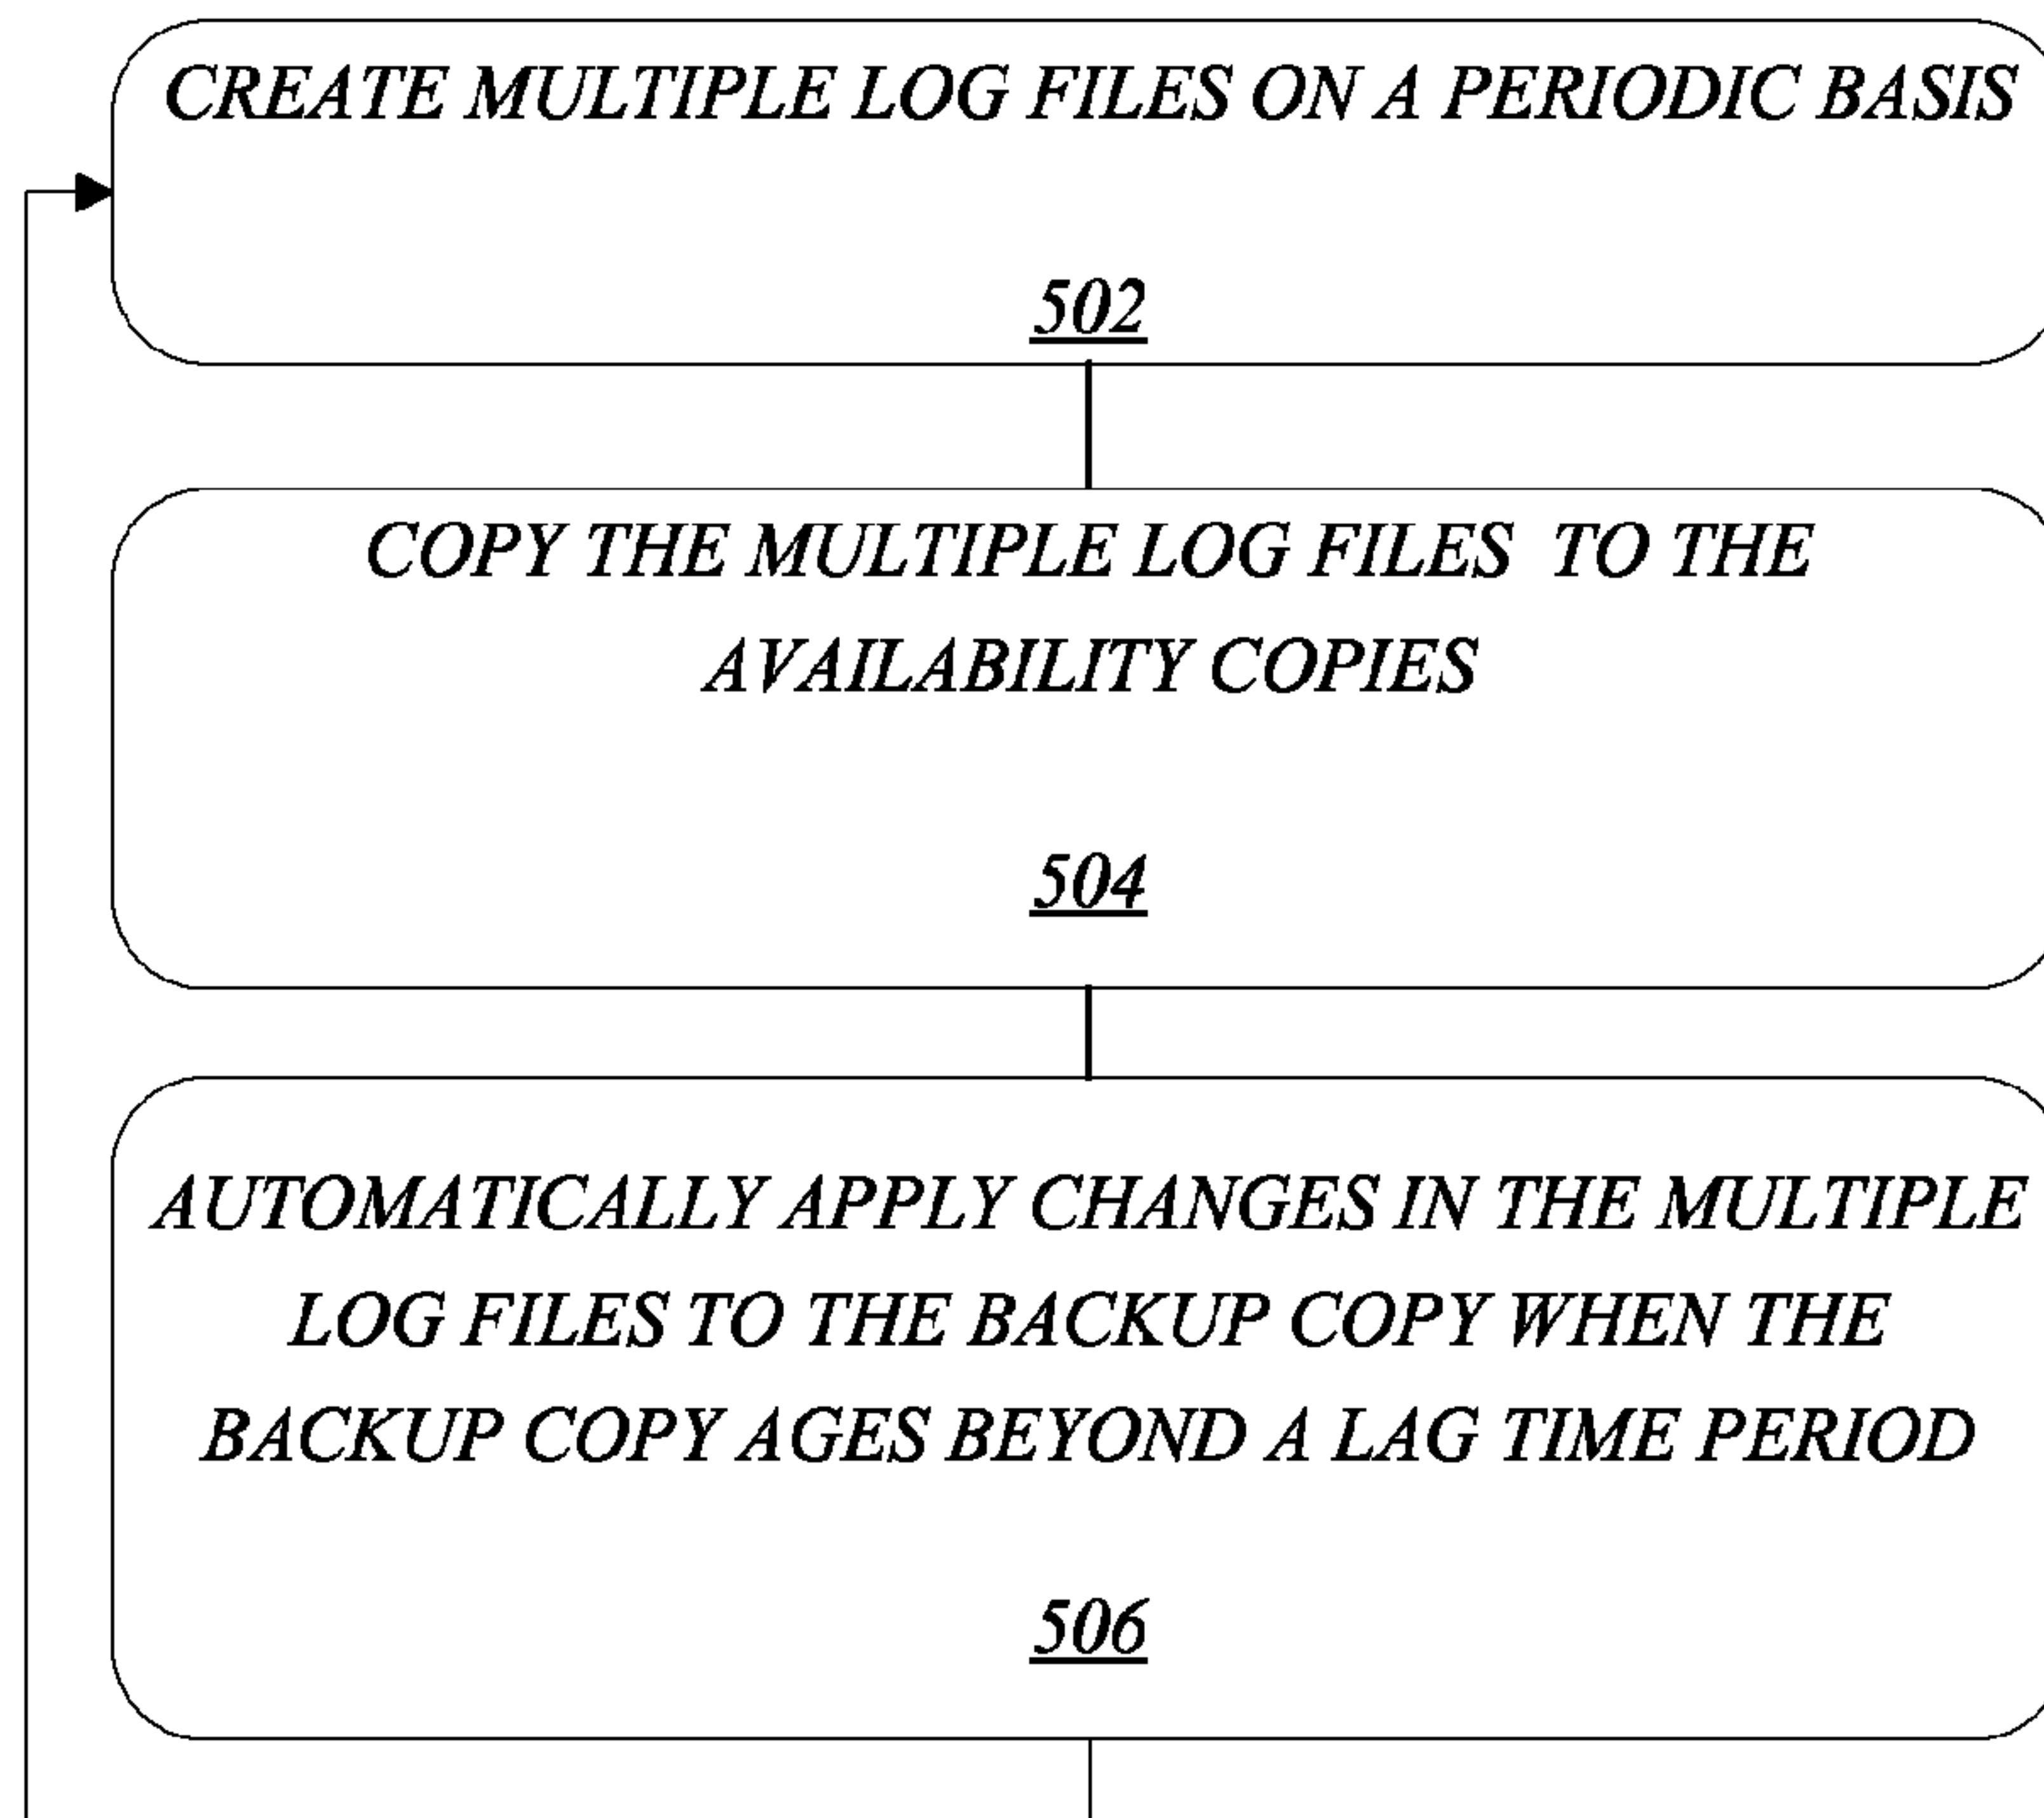 CREATE MULTIPLE LOG FILES ON A PERIODIC BASIS
502
COPY THE MULTIPLE LOG FILES TO THE
AVAILABILITY COPIES
504
AUTOMATICALLY APPLY CHANGES IN THE MULTIPLE
LOG FILES TO THE BACKUP COPY WHEN THE
BACKUP COPY AGES BEYOND A LAG TIME PERIOD
506